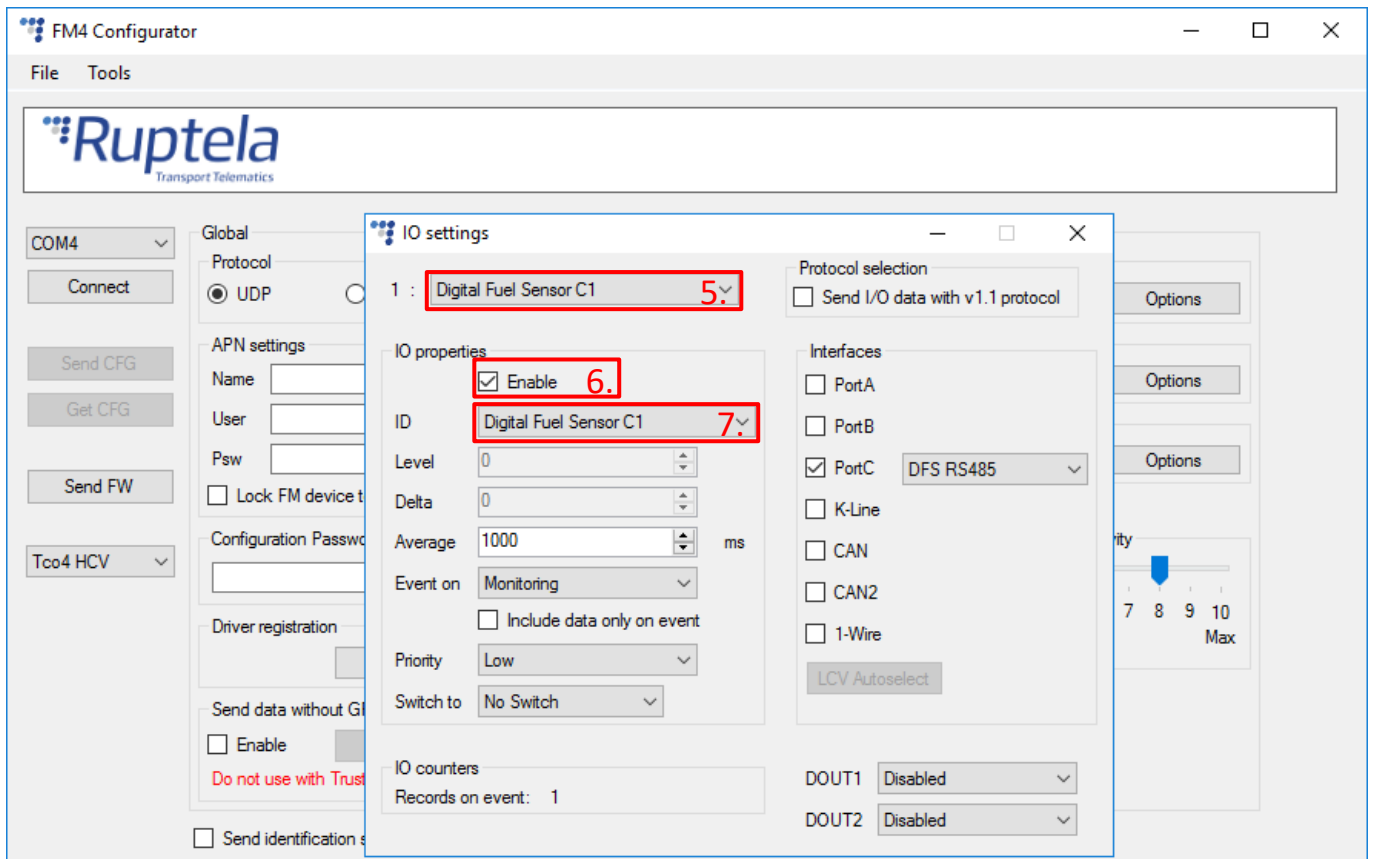 FM4 Configurator
File Tools
Ruptela
Transport Telematics
COM4
Connect
Send CFG
Get CFG
Send FW
Tco4 HCV
Global
Protocol
UDP
APN settings
Name
User
Psw
Lock FM device t
Configuration Passwo
Driver registration
Send data without G
Enable
Do not use with Trust
Send identification s
IO settings
1 : Digital Fuel Sensor C1 5.
Protocol selection
Send I/O data with v1.1 protocol
IO properties
Enable 6.
ID Digital Fuel Sensor C1 7.
Level 0
Delta 0
Average 1000 ms
Event on Monitoring
Include data only on event
Priority Low
Switch to No Switch
IO counters
Records on event: 1
Interfaces
PortA
PortB
PortC DFS RS485
K-Line
CAN
CAN2
1-Wire
LCV Autoselect
DOUT1 Disabled
DOUT2 Disabled
Options
Options
Options
ity
7 8 9 10
Max